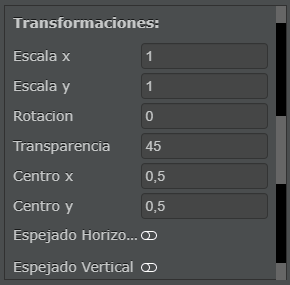 Transformaciones:
Escala x 1
Escala y 1
Rotacion 0
Transparencia 45
Centro x 0,5
Centro y 0,5
Espejado Horizo...
Espejado Vertical